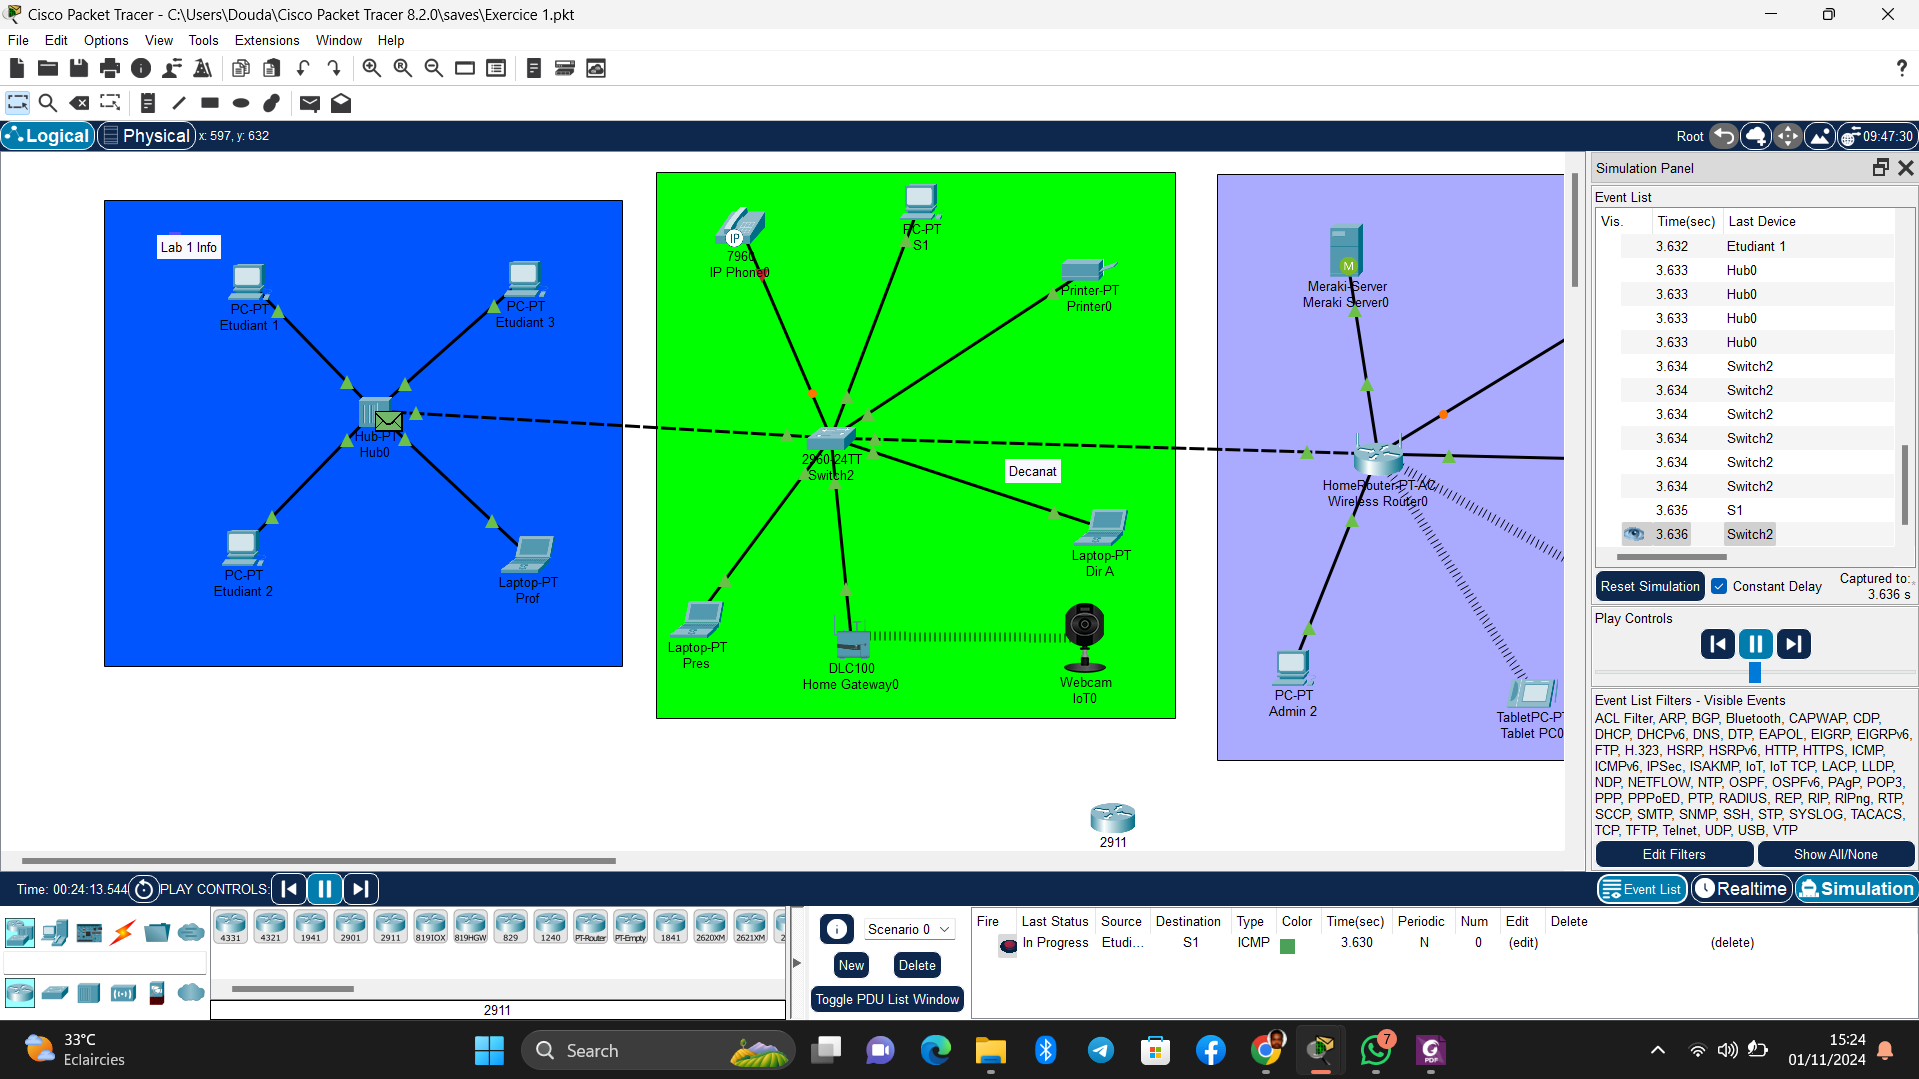 Cisco Packet Tracer - C:\Users\Douda\Cisco Packet Tracer 8.2.0\saves\Exercice 1.pkt
File Edit Options View Tools Extensions Window Help
Logical Physical x: 597, y: 632
Root 09:47:30
Lab 1 Info
PC-PT
Etudiant 1
PC-PT
Etudiant 3
Hub-PT
Hub0
PC-PT
Etudiant 2
Laptop-PT
Prof
IP
7960
IP Phone0
PC-PT
S1
Printer-PT
Printer0
2960-24TT
Switch2
Decanat
Laptop-PT
Dir A
Laptop-PT
Pres
DLC100
Home Gateway0
Webcam
IoT0
M
Meraki-Server
Meraki Server0
HomeRouter-PT-AC
Wireless Router0
PC-PT
Admin 2
TabletPC-PT
Tablet PC0
2911
Simulation Panel
Event List
Vis. Time(sec) Last Device
3.632 Etudiant 1
3.633 Hub0
3.633 Hub0
3.633 Hub0
3.633 Hub0
3.634 Switch2
3.634 Switch2
3.634 Switch2
3.634 Switch2
3.634 Switch2
3.634 Switch2
3.635 S1
3.636 Switch2
Reset Simulation Constant Delay Captured to:
3.636 s
Play Controls
Event List Filters - Visible Events
ACL Filter, ARP, BGP, Bluetooth, CAPWAP, CDP,
DHCP, DHCPv6, DNS, DTP, EAPOL, EIGRP, EIGRPv6,
FTP, H.323, HSRP, HSRPv6, HTTP, HTTPS, ICMP,
ICMPv6, IPSec, ISAKMP, IoT, IoT TCP, LACP, LLDP,
NDP, NETFLOW, NTP, OSPF, OSPFv6, PAgP, POP3,
PPP, PPPoED, PTP, RADIUS, REP, RIP, RIPng, RTP,
SCCP, SMTP, SNMP, SSH, STP, SYSLOG, TACACS,
TCP, TFTP, Telnet, UDP, USB, VTP
Edit Filters Show All/None
Time: 00:24:13.544 PLAY CONTROLS:
Event List Realtime Simulation
4331 4321 1941 2901 2911 819IOX 819HGW 829 1240 PT-Router PT-Empty 1841 2620XM 2621XM 2
2911
Scenario 0
New Delete
Toggle PDU List Window
Fire Last Status Source Destination Type Color Time(sec) Periodic Num Edit Delete
In Progress Etudi... S1 ICMP 3.630 N 0 (edit) (delete)
33°C
Eclaircies
Search
7
PDF
15:24
01/11/2024